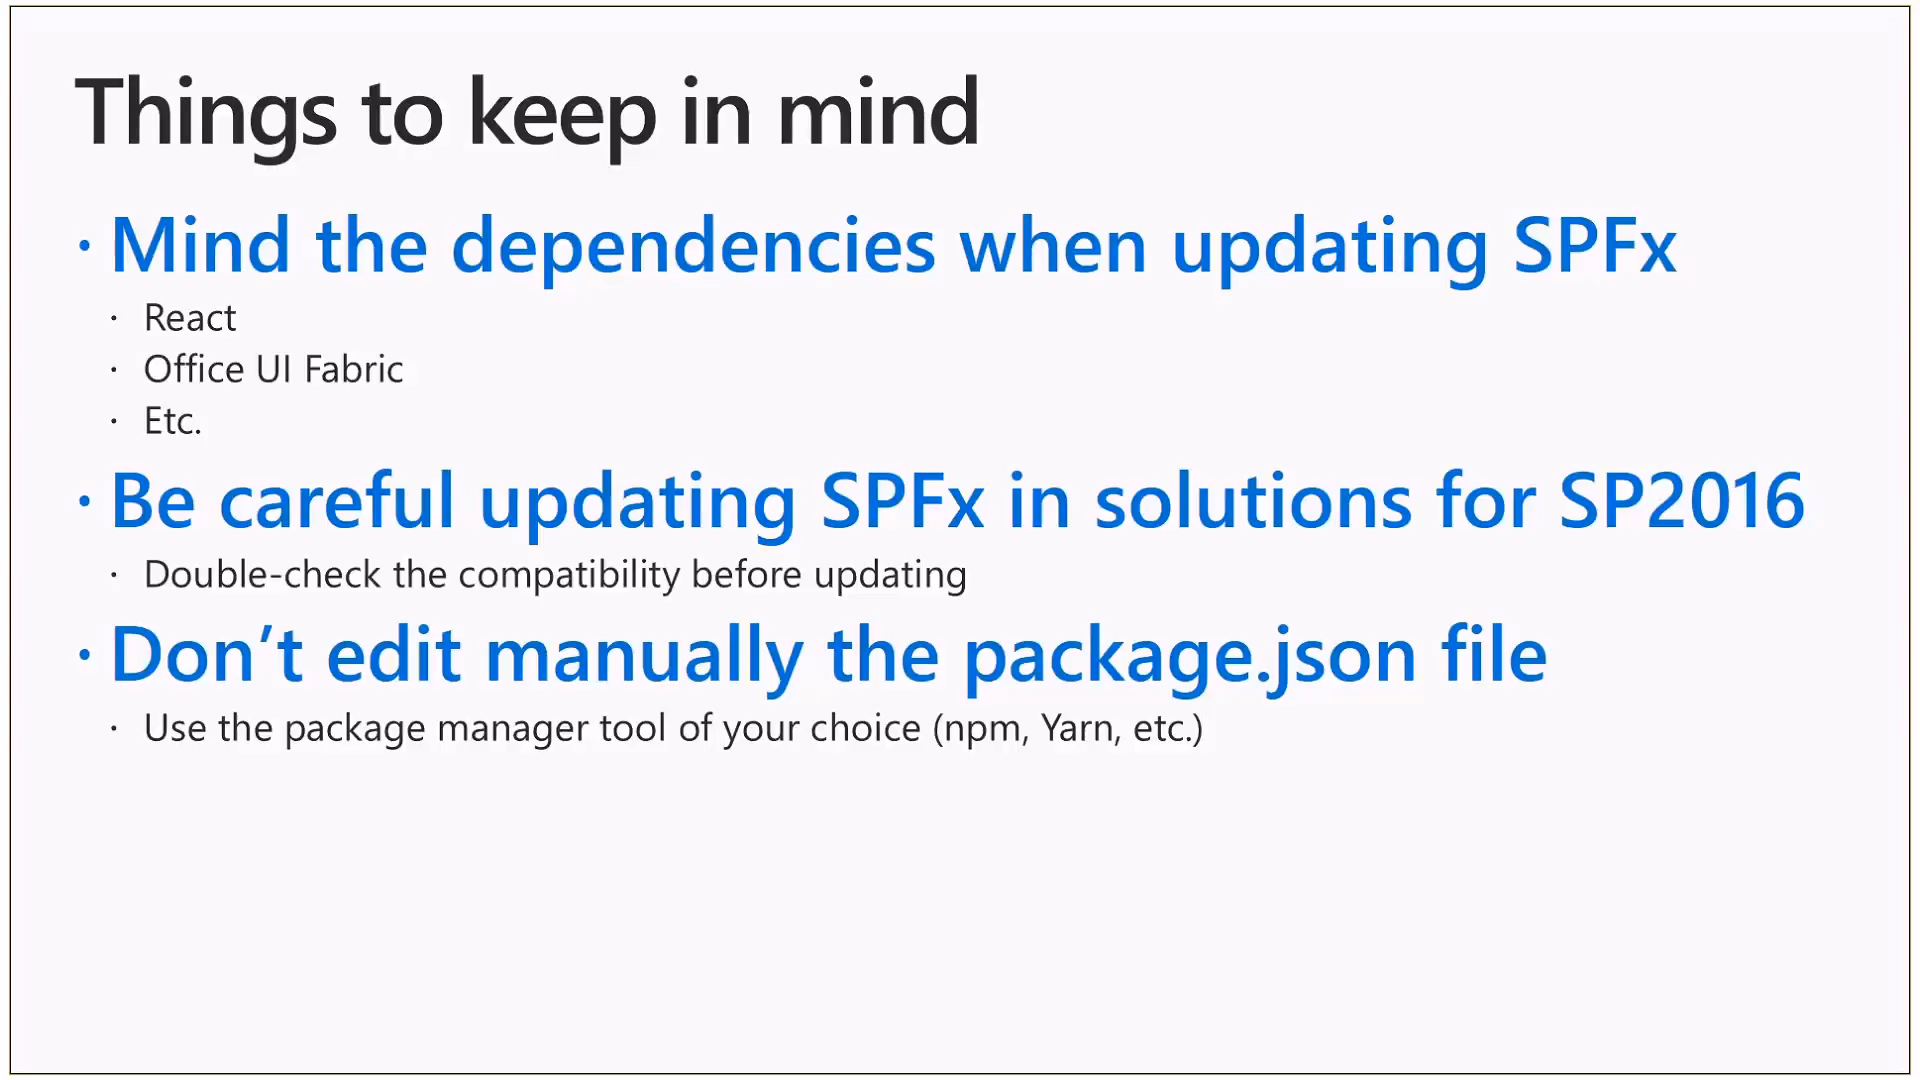 Things to keep in mind
· Mind the dependencies when updating SPFx
· React
· Office UI Fabric
· Etc.
· Be careful updating SPFx in solutions for SP2016
· Double-check the compatibility before updating
· Don’t edit manually the package.json file
· Use the package manager tool of your choice (npm, Yarn, etc.)